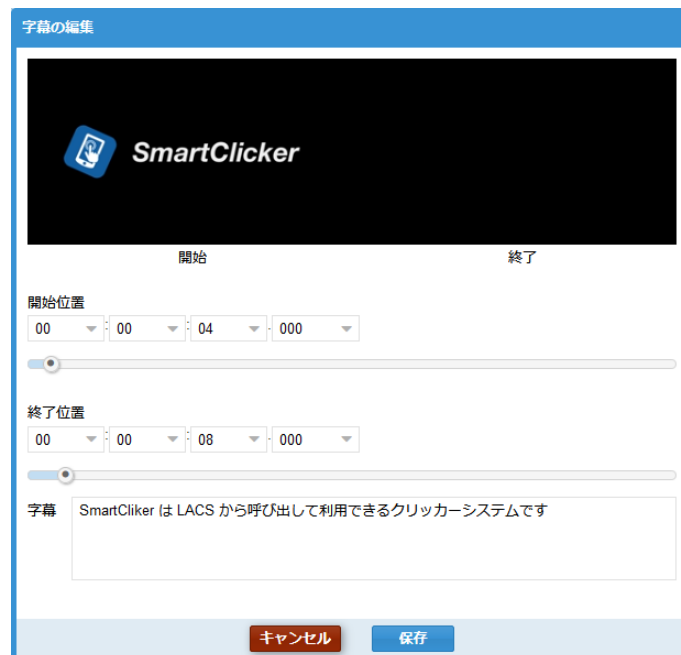 字幕の編集
SmartClicker
開始 終了
開始位置
00 : 00 : 04 . 000
終了位置
00 : 00 : 08 . 000
字幕 SmartCliker は LACS から呼び出して利用できるクリッカーシステムです
キャンセル 保存